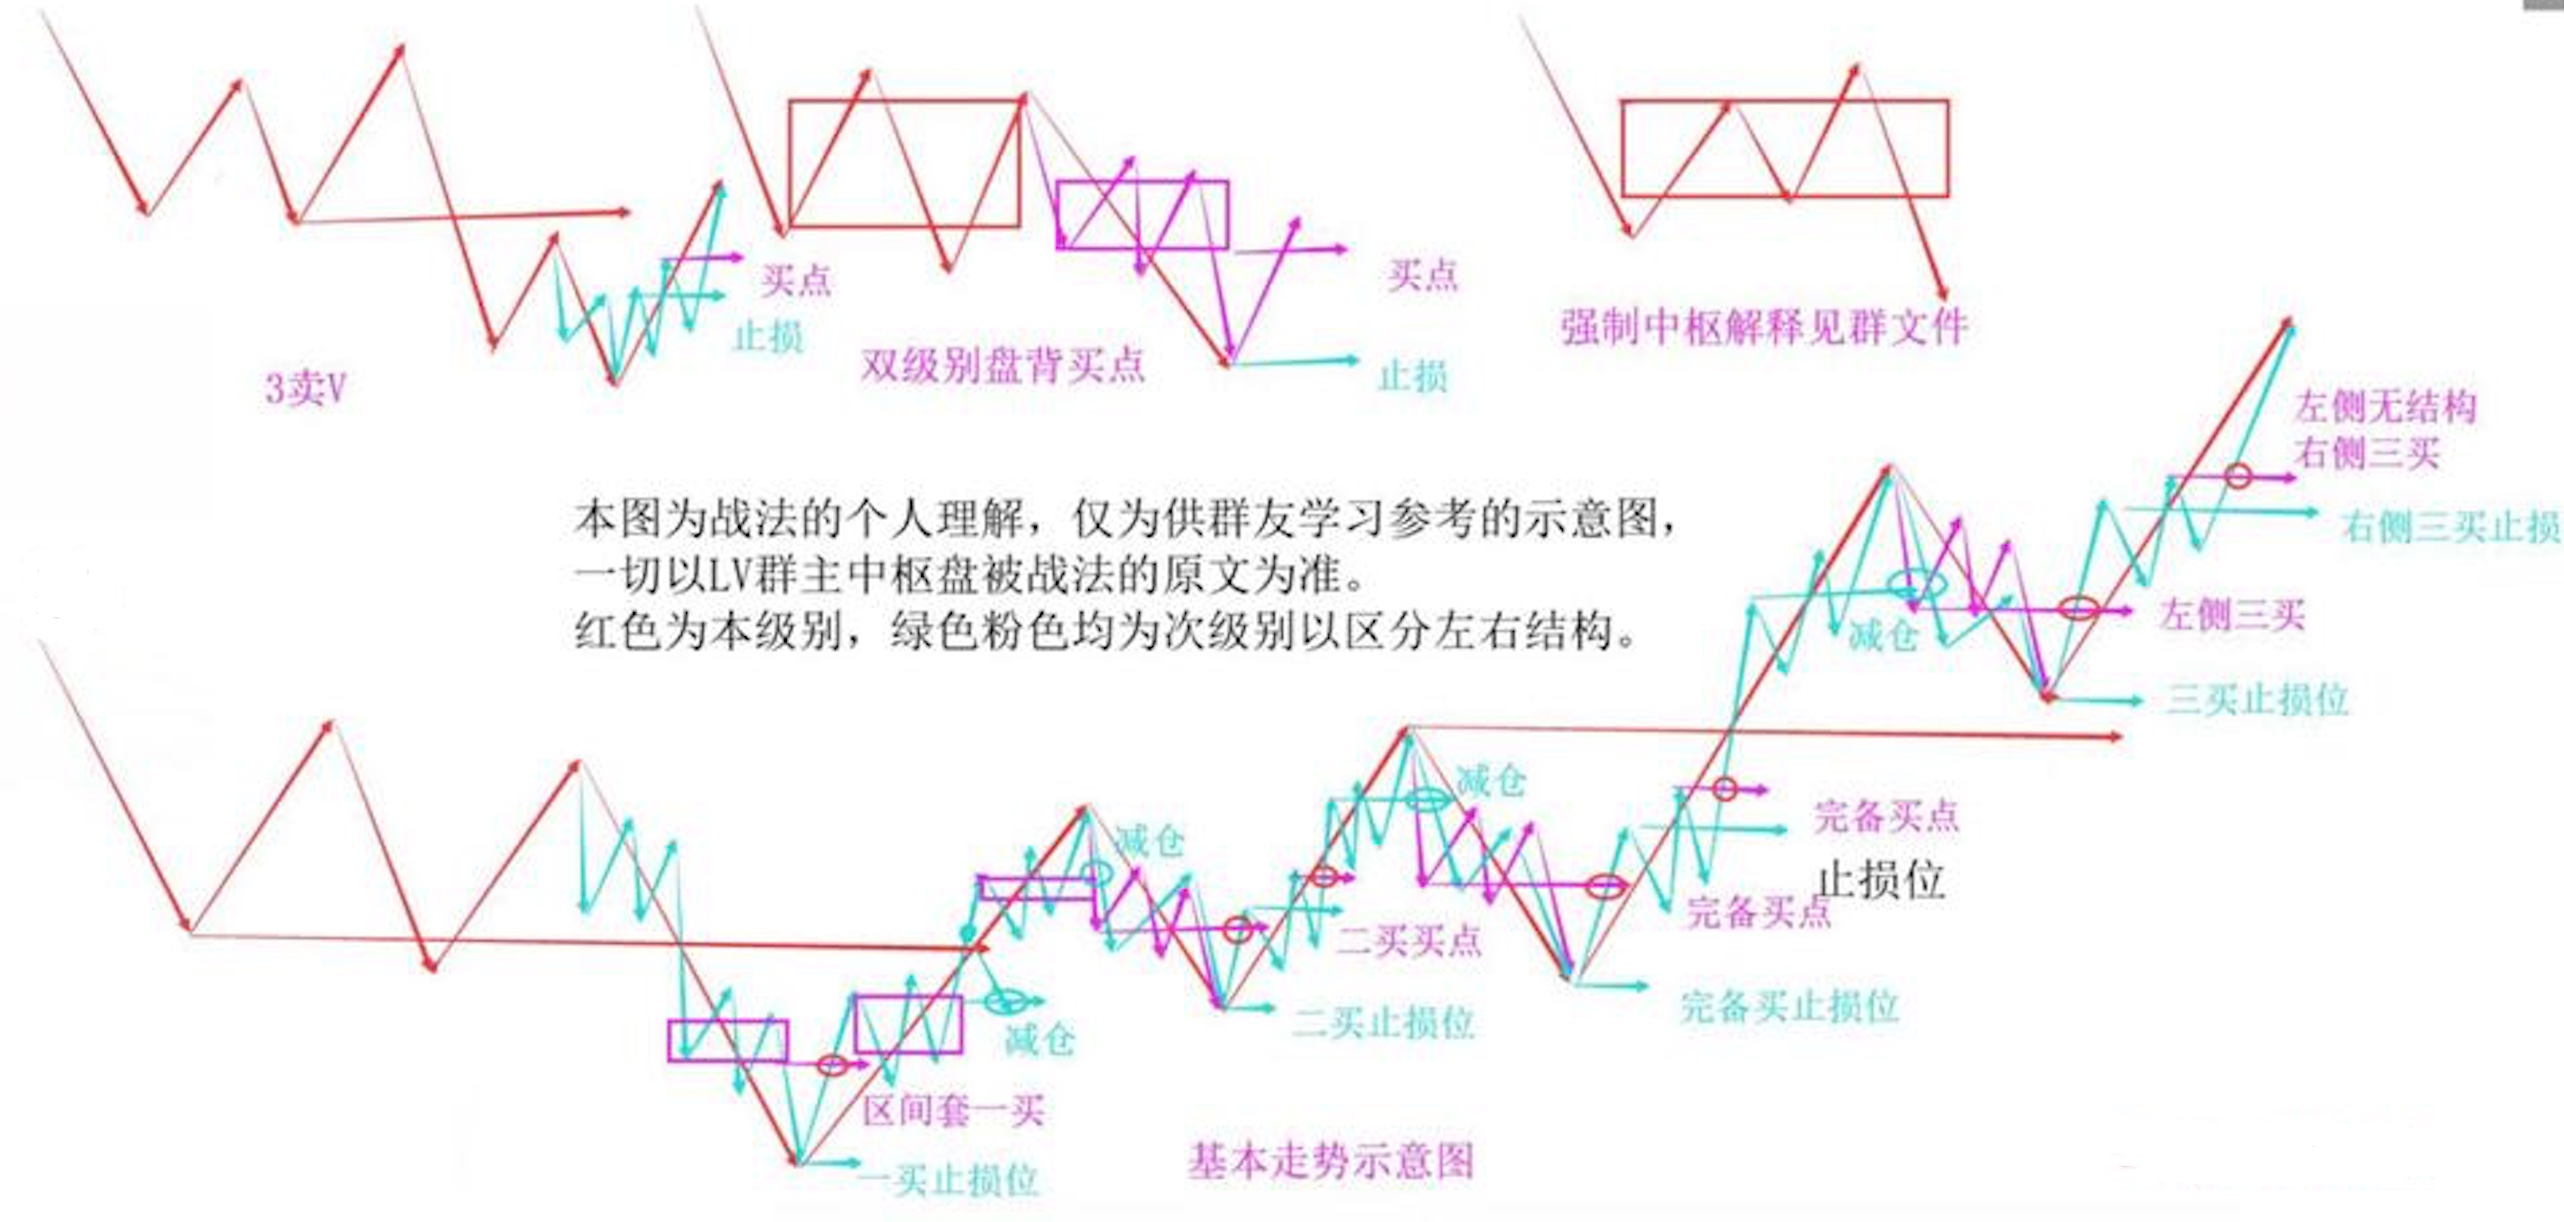 买点
止损
3卖V
双级别盘背买点
买点
止损
强制中枢解释见群文件
本图为战法的个人理解，仅为供群友学习参考的示意图，
一切以LV群主中枢盘被战法的原文为准。
红色为本级别，绿色粉色均为次级别以区分左右结构。
左侧无结构
右侧三买
右侧三买止损
减仓
左侧三买
三买止损位
减仓
减仓
完备买点
止损位
完备买点
二买买点
完备买止损位
二买止损位
减仓
区间套一买
一买止损位
基本走势示意图